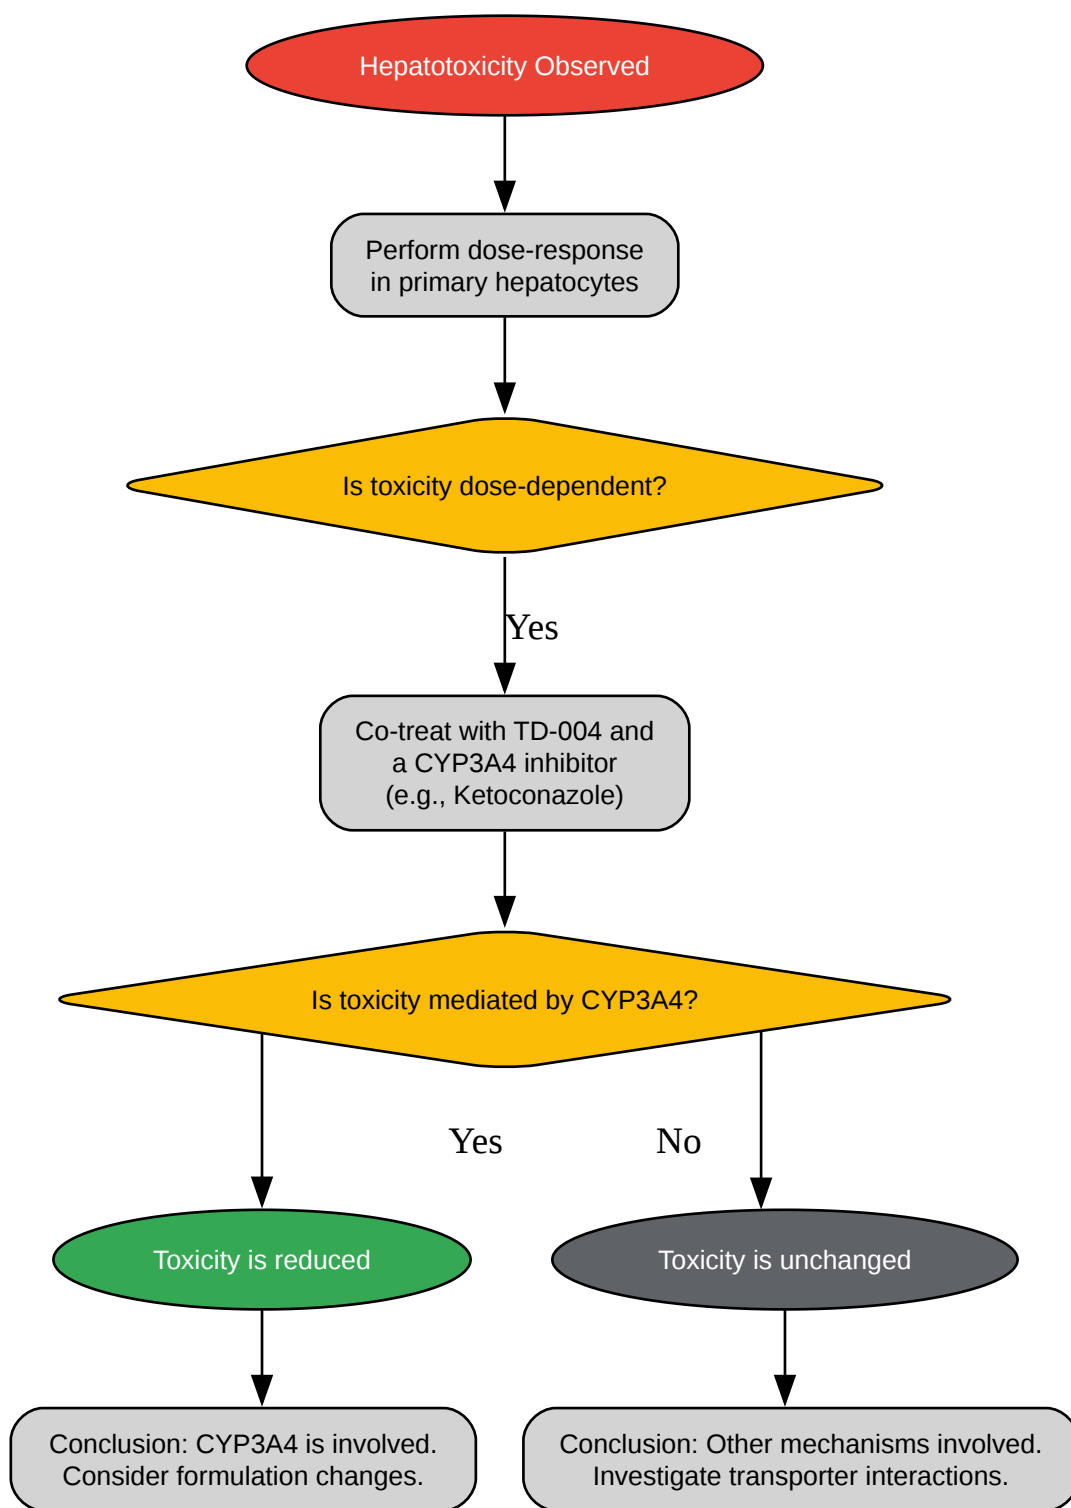 Hepatotoxicity Observed
Perform dose-response
in primary hepatocytes
Is toxicity dose-dependent?
Yes
Co-treat with TD-004 and
a CYP3A4 inhibitor
(e.g., Ketoconazole)
Is toxicity mediated by CYP3A4?
Yes
No
Toxicity is reduced
Toxicity is unchanged
Conclusion: CYP3A4 is involved.
Consider formulation changes.
Conclusion: Other mechanisms involved.
Investigate transporter interactions.